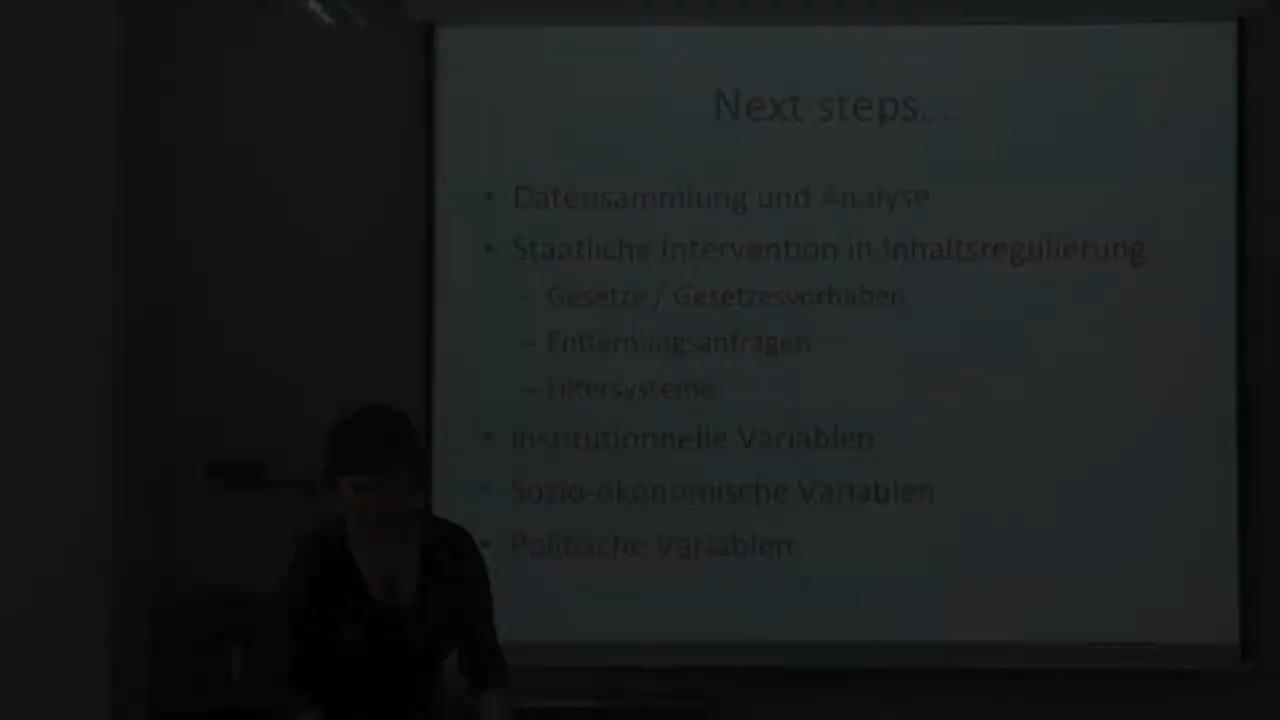 Next steps...
• Datensammlung und Analyse
• Staatliche Intervention in Inhaltsregulierung
– Gesetze / Gesetzesvorhaben
– Entfernungsanfragen
– Filtersysteme
• Institutionnelle Variablen
• Sozio-ökonomische Variablen
• Politische Variablen